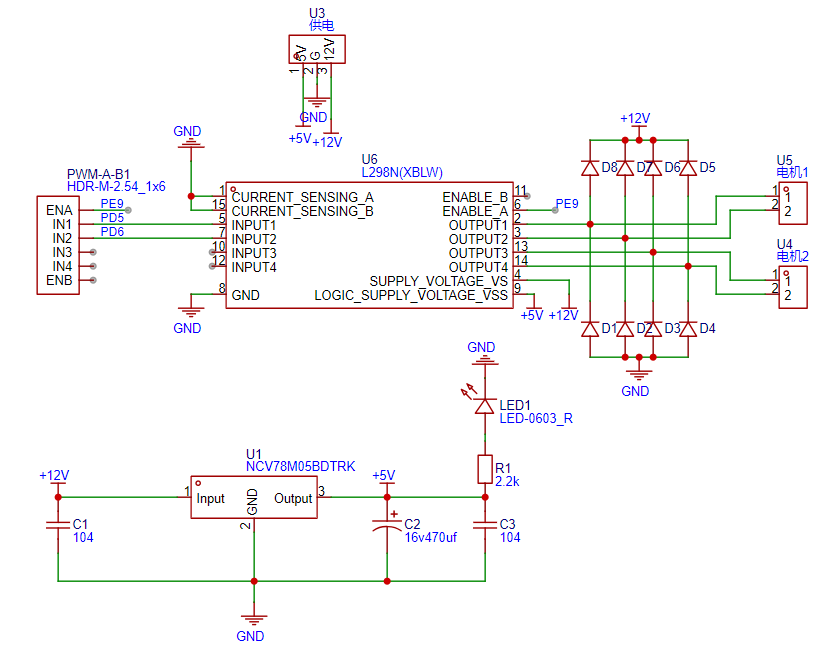 U3
供电
5V
G
12V
1
2
3
GND
+5V
+12V
GND
U6
L298N(XBLW)
1
CURRENT_SENSING_A
15
CURRENT_SENSING_B
5
INPUT1
7
INPUT2
10
INPUT3
12
INPUT4
8
GND
11
ENABLE_B
6
ENABLE_A
2
OUTPUT1
3
OUTPUT2
13
OUTPUT3
14
OUTPUT4
4
SUPPLY_VOLTAGE_VS
9
LOGIC_SUPPLY_VOLTAGE_VSS
PE9
+5V
+12V
GND
PWM-A-B1
HDR-M-2.54_1x6
ENA
PE9
IN1
PD5
IN2
PD6
IN3
IN4
ENB
+12V
D8
D7
D6
D5
D1
D2
D3
D4
GND
U5
电机1
1
2
1
2
U4
电机2
1
2
1
2
GND
LED1
LED-0603_R
R1
2.2k
U1
NCV78M05BDTRK
+12V
1
Input
GND
2
Output
3
+5V
C1
104
+
C2
16v470uf
C3
104
GND